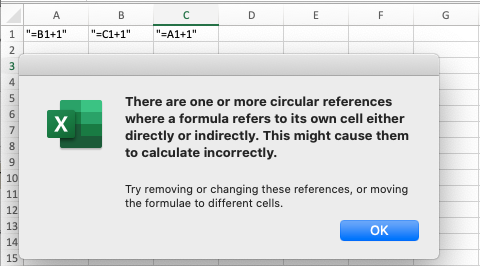 A B C D E F G
1 "=B1+1" "=C1+1" "=A1+1"
2
3
4
5
There are one or more circular references
6
where a formula refers to its own cell either
7
directly or indirectly. This might cause them
8
to calculate incorrectly.
X
9
10
11
Try removing or changing these references, or moving
12
the formulae to different cells.
13
OK
14
15